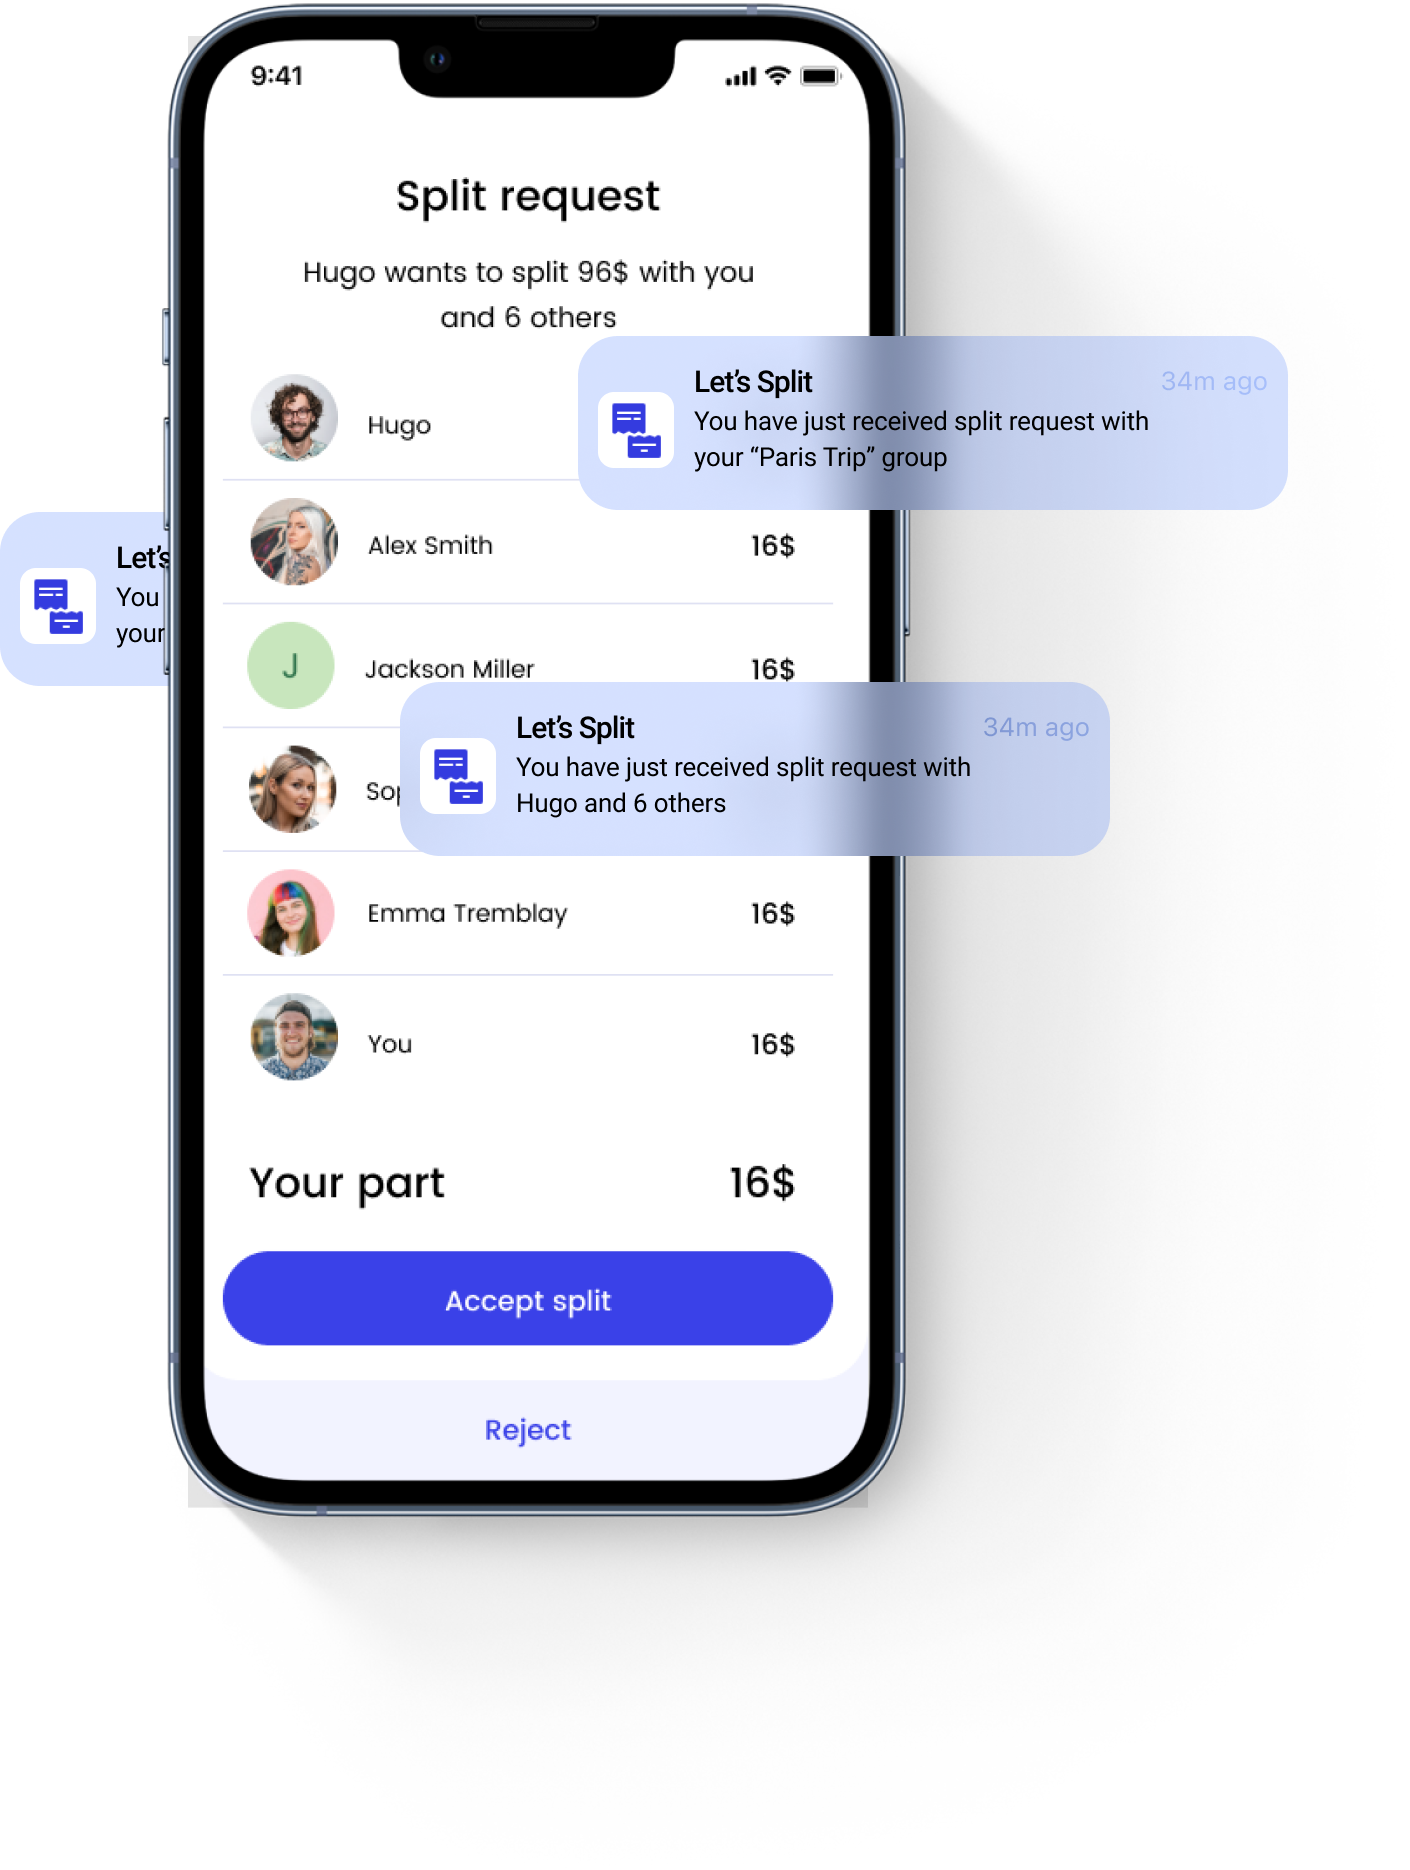 9:41
Split request
Hugo wants to split 96$ with you
and 6 others
Hugo
Let’s Split
34m ago
You have just received split request with
your “Paris Trip” group
Alex Smith
16$
Let’s
You
your
J
Jackson Miller
16$
Let’s Split
34m ago
You have just received split request with
Hugo and 6 others
Emma Tremblay
16$
You
16$
Your part
16$
Accept split
Reject